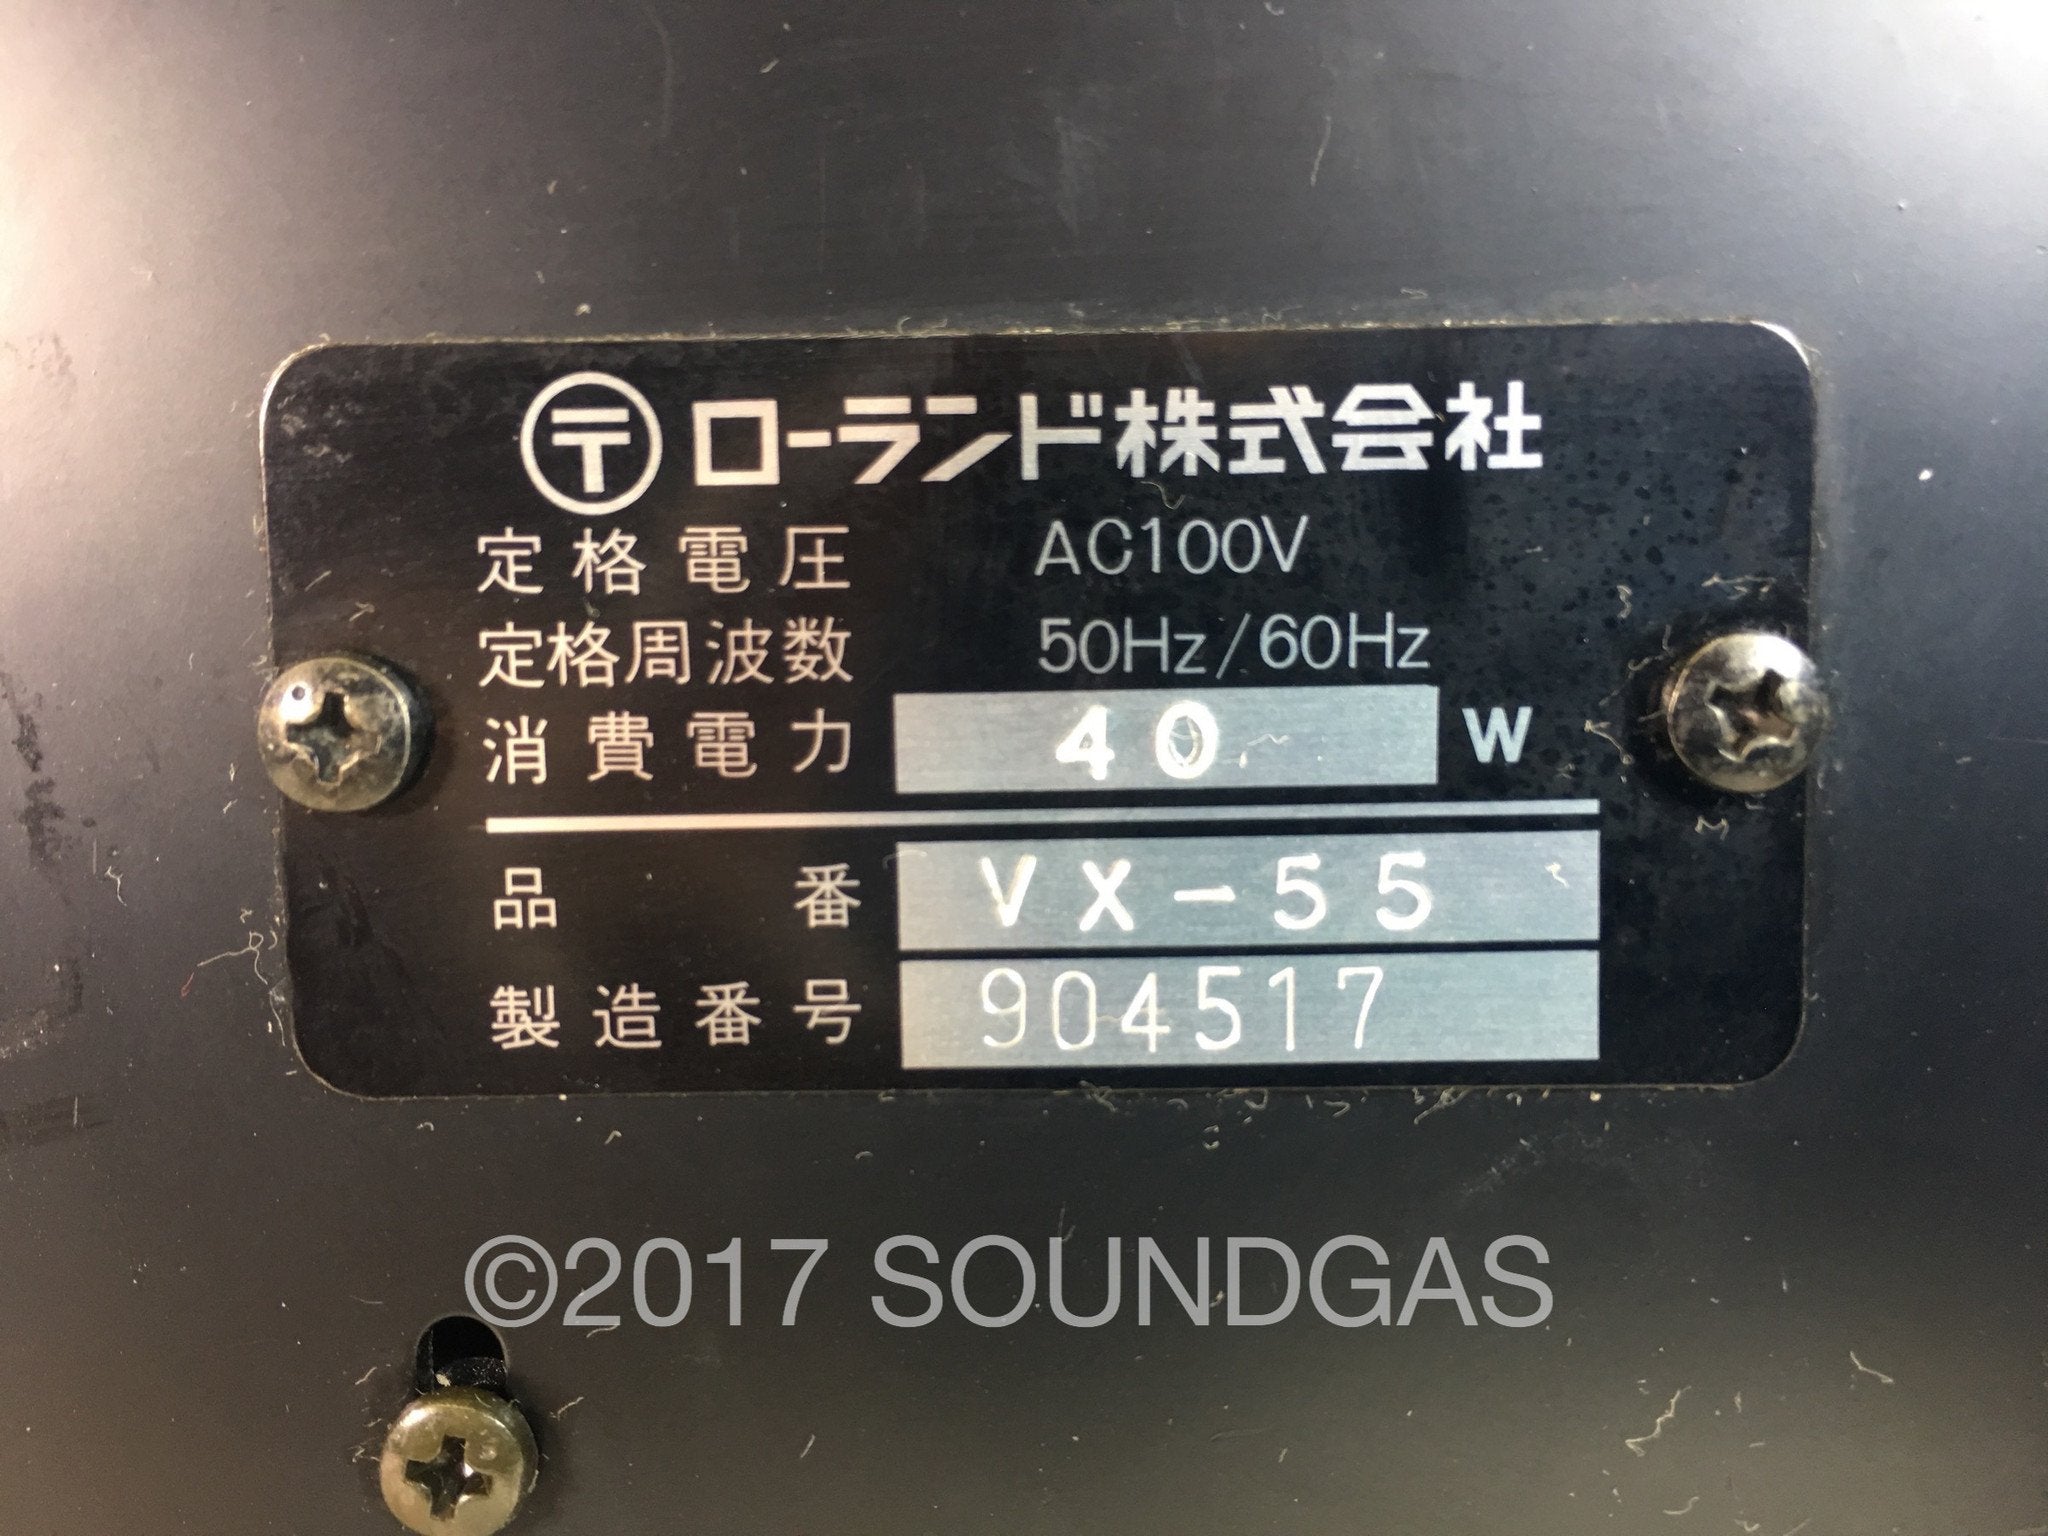 〒 ローランド株式会社
定格電圧 AC100V
定格周波数 50Hz/60Hz
消費電力 40 W
品番 VX-55
製造番号 904517
©2017 SOUNDGAS